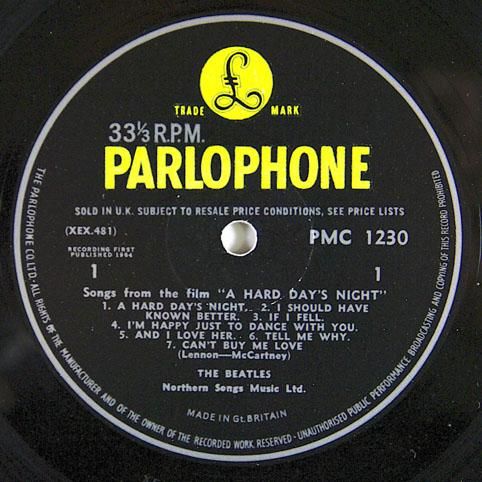 £
TRADE MARK
33⅓ R.P.M.
PARLOPHONE
SOLD IN U.K. SUBJECT TO RESALE PRICE CONDITIONS, SEE PRICE LISTS
(XEX.481)
PMC 1230
RECORDING FIRST
PUBLISHED 1964
1 1
Songs from the film "A HARD DAY'S NIGHT"
1. A HARD DAY'S NIGHT. 2. I SHOULD HAVE
KNOWN BETTER. 3. IF I FELL.
4. I'M HAPPY JUST TO DANCE WITH YOU.
5. AND I LOVE HER. 6. TELL ME WHY.
7. CAN'T BUY ME LOVE
(Lennon—McCartney)
THE BEATLES
Northern Songs Music Ltd.
MADE IN Gt. BRITAIN
THE PARLOPHONE CO. LTD. ALL RIGHTS OF THE MANUFACTURER AND OF THE OWNER OF THE RECORDED WORK RESERVED - UNAUTHORISED PUBLIC PERFORMANCE BROADCASTING AND COPYING OF THIS RECORD PROHIBITED